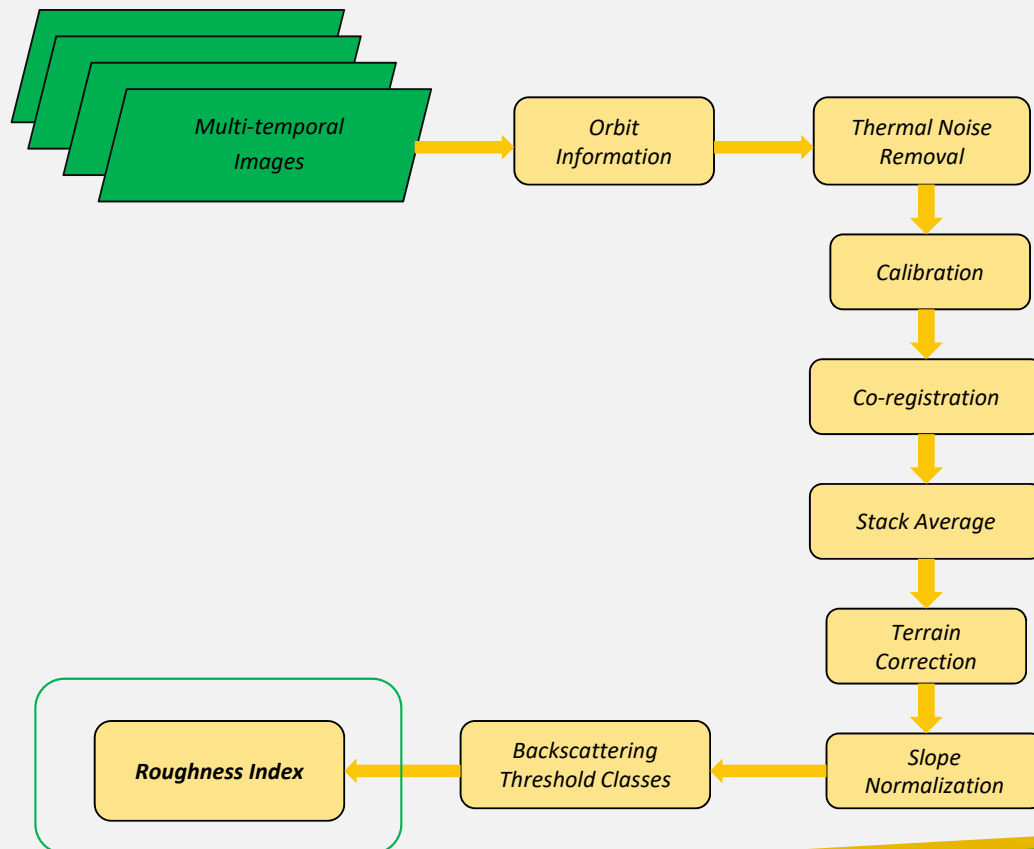 Multi-temporal
Images
Orbit
Information
Thermal Noise
Removal
Calibration
Co-registration
Stack Average
Terrain
Correction
Slope
Normalization
Backscattering
Threshold Classes
Roughness Index